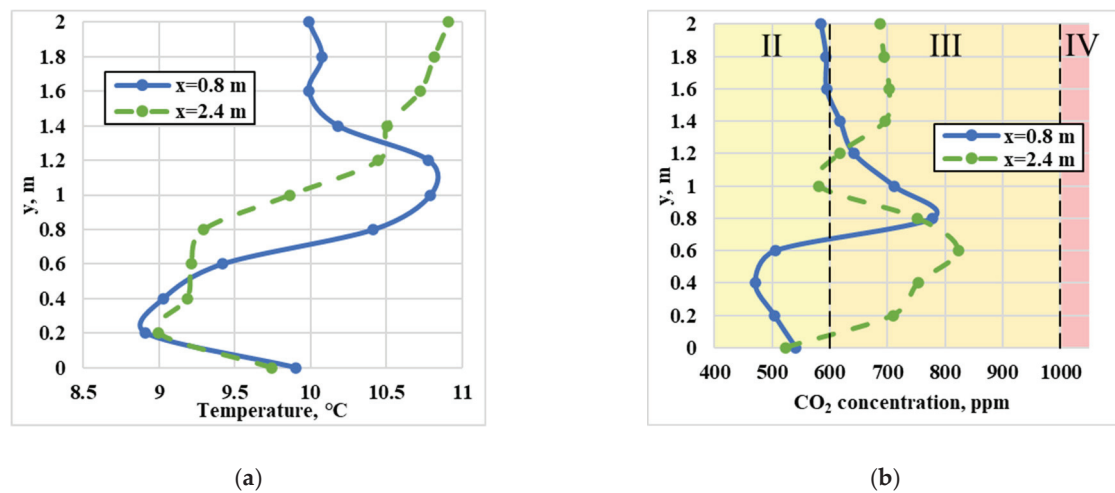 2
1.8
1.6
1.4
1.2
1
0.8
0.6
0.4
0.2
0
y, m
x=0.8 m
x=2.4 m
8.5 9 9.5 10 10.5 11
Temperature, °C
(a)
2
1.8
1.6
1.4
1.2
1
0.8
0.6
0.4
0.2
0
y, m
II III IV
x=0.8 m
x=2.4 m
400 500 600 700 800 900 1000
CO₂ concentration, ppm
(b)